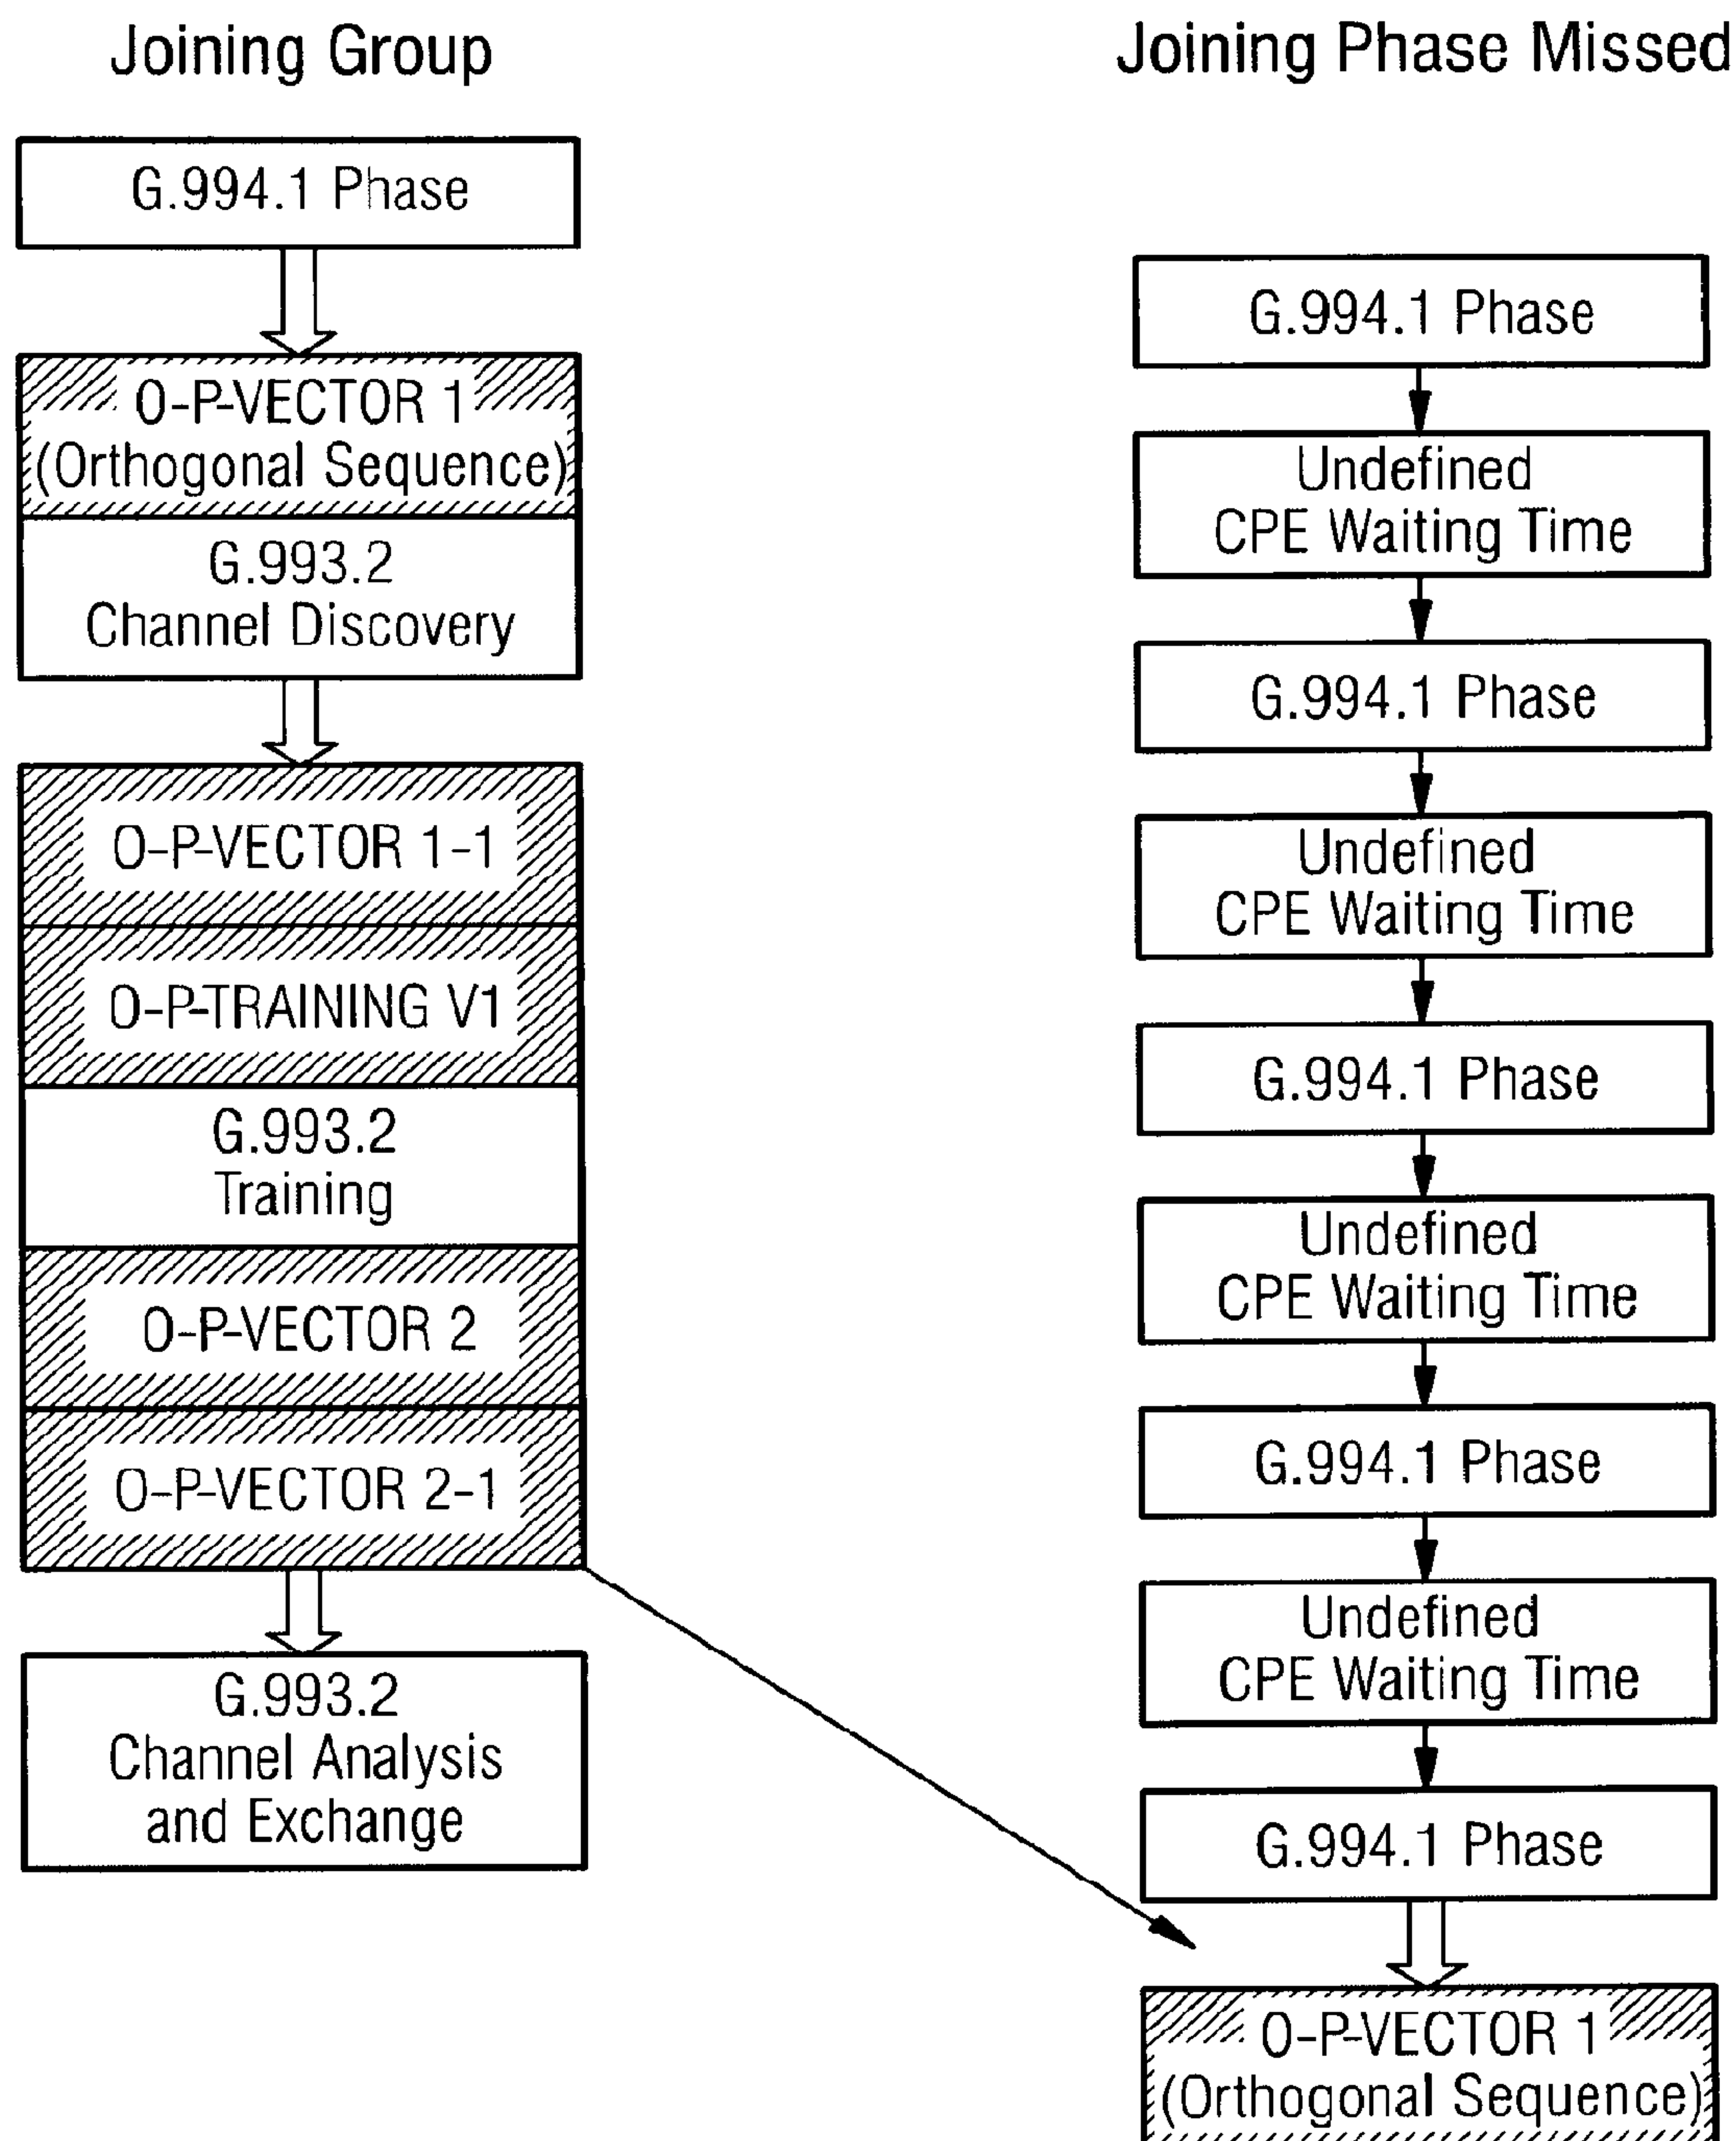 Joining Group
G.994.1 Phase
O-P-VECTOR 1
(Orthogonal Sequence)
G.993.2
Channel Discovery
O-P-VECTOR 1-1
O-P-TRAINING V1
G.993.2
Training
O-P-VECTOR 2
O-P-VECTOR 2-1
G.993.2
Channel Analysis
and Exchange
Joining Phase Missed
G.994.1 Phase
Undefined
CPE Waiting Time
G.994.1 Phase
Undefined
CPE Waiting Time
G.994.1 Phase
Undefined
CPE Waiting Time
G.994.1 Phase
Undefined
CPE Waiting Time
G.994.1 Phase
O-P-VECTOR 1
(Orthogonal Sequence)